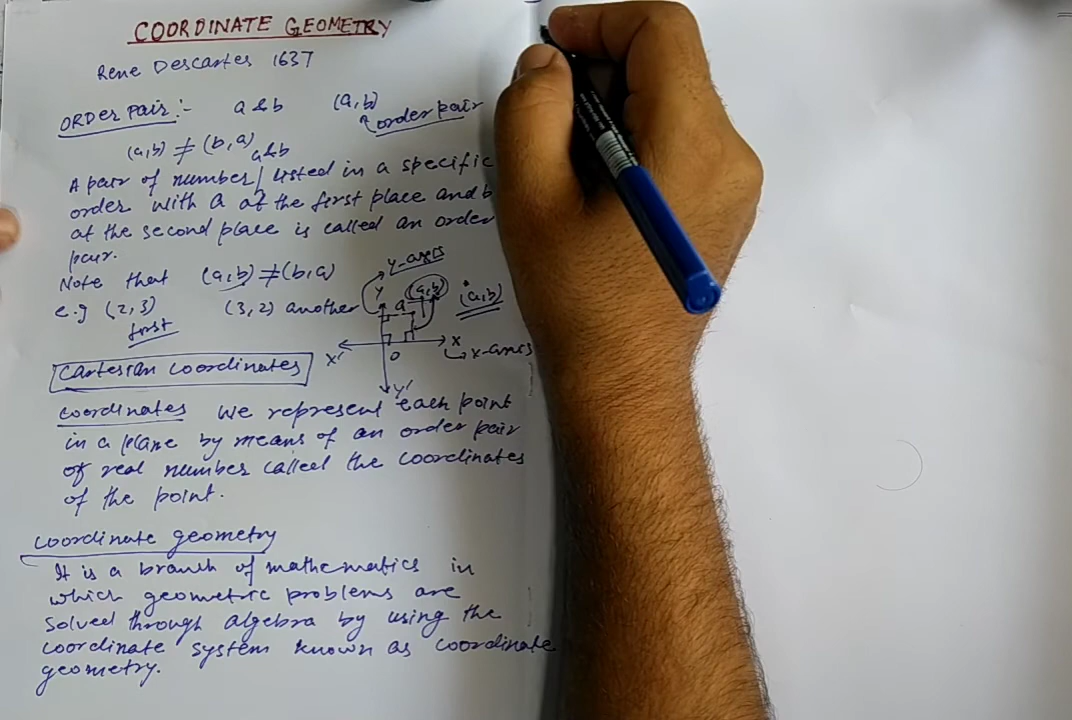 COORDINATE GEOMETRY
Rene Descartes 1637
ORDER PAIR:- a & b (a,b)
order pair
(a,b) ≠ (b,a)
a & b
A pair of number listed in a specific
order with a at the first place and b
at the second place is called an order
pair.
Note that (a,b) ≠ (b,a)
e.g (2,3) (3,2) another
first
Y-axis
Y
a
(a,b)
(a,b)
X
X-axis
X'
O
Y'
Cartesian Coordinates
Coordinates We represent each point
in a plane by means of an order pair
of real number called the coordinates
of the point.
Coordinate geometry
It is a branch of mathematics in
which geometric problems are
solved through algebra by using the
coordinate system known as coordinate
geometry.